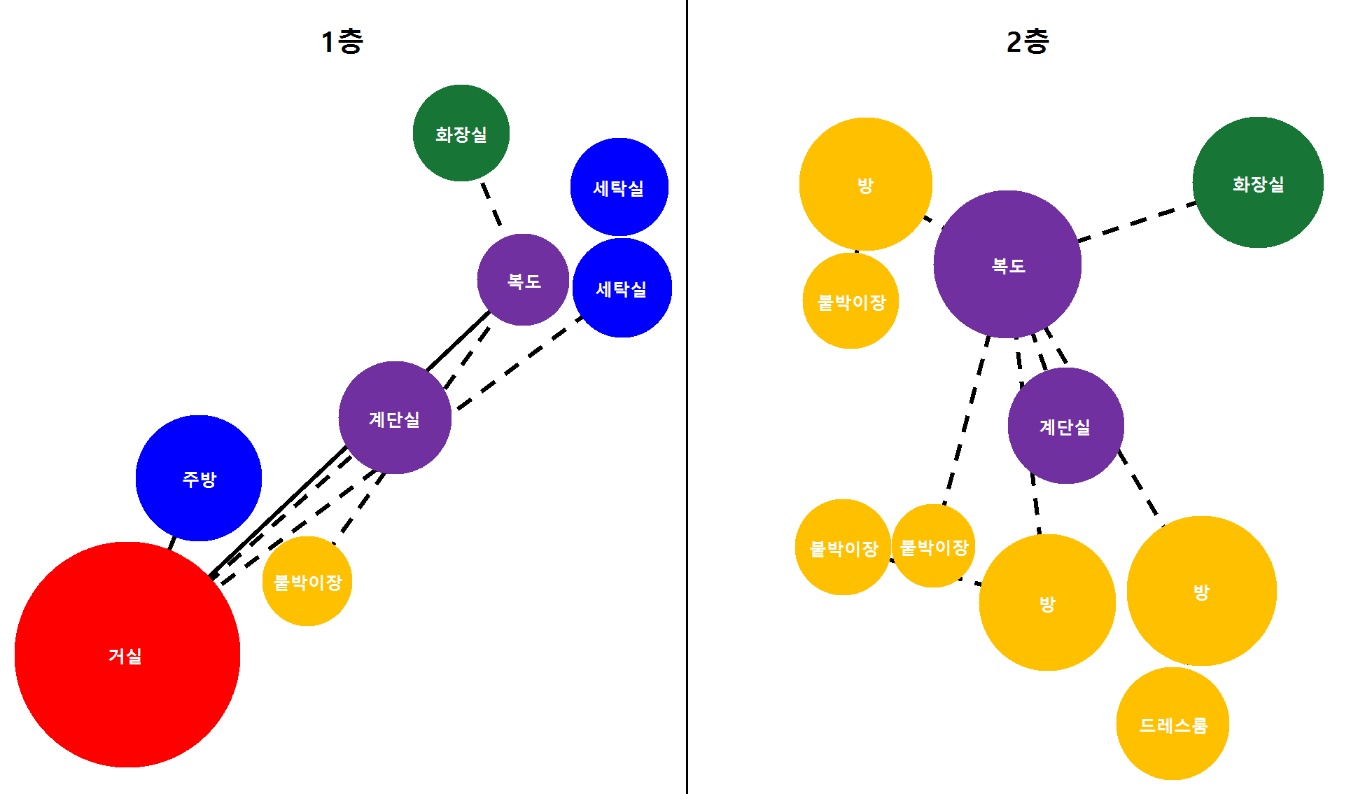 1층
화장실
세탁실
복도
세탁실
계단실
주방
붙박이장
거실
2층
방
화장실
복도
붙박이장
계단실
붙박이장
붙박이장
방
방
드레스룸